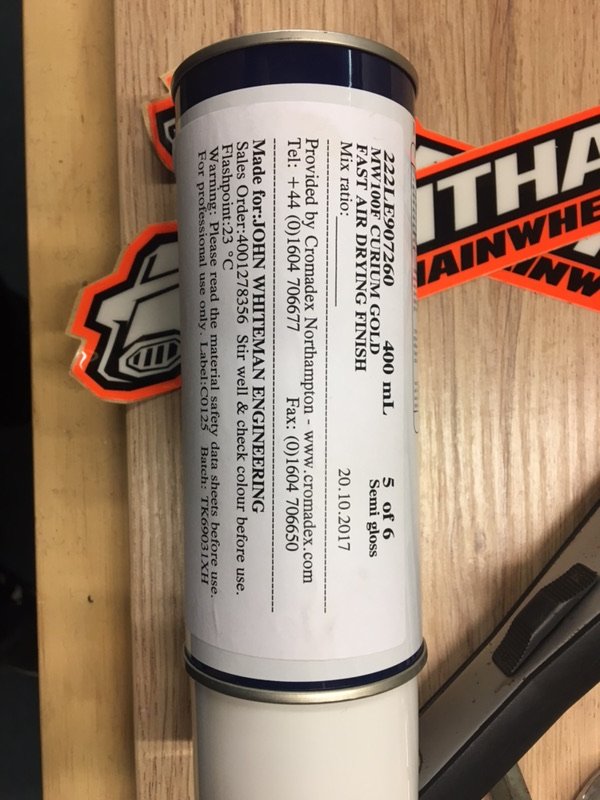 222LE907260 400 mL 5 of 6
MW100F CURIUM GOLD Semi gloss
FAST AIR DRYING FINISH
Mix ratio:________ 20.10.2017
Provided by Cromadex Northampton - www.cromadex.com
Tel: +44 (0)1604 706677 Fax: (0)1604 706650
Made for:JOHN WHITEMAN ENGINEERING
Sales Order:4001278356 Stir well & check colour before use.
Flashpoint:23 °C
Warning: Please read the material safety data sheets before use.
For professional use only. Label:C0125 Batch: TK69031XH